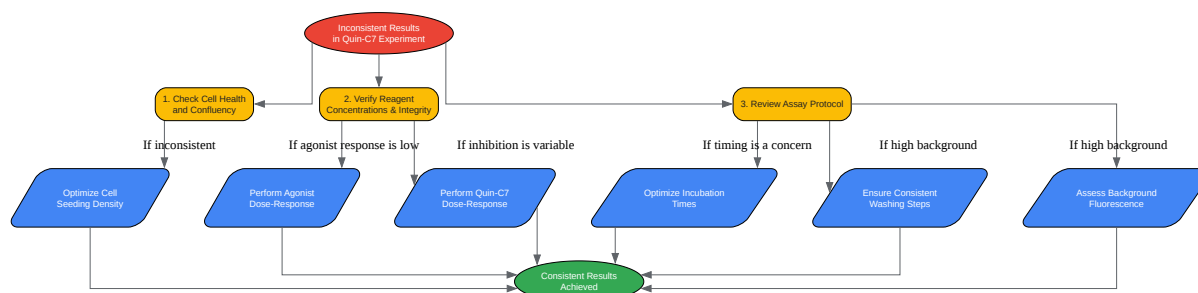 Inconsistent Results
in Quin-C7 Experiment
1. Check Cell Health
and Confluency
2. Verify Reagent
Concentrations & Integrity
3. Review Assay Protocol
If inconsistent
If agonist response is low
If inhibition is variable
If timing is a concern
If high background
If high background
Optimize Cell
Seeding Density
Perform Agonist
Dose-Response
Perform Quin-C7
Dose-Response
Optimize Incubation
Times
Ensure Consistent
Washing Steps
Assess Background
Fluorescence
Consistent Results
Achieved